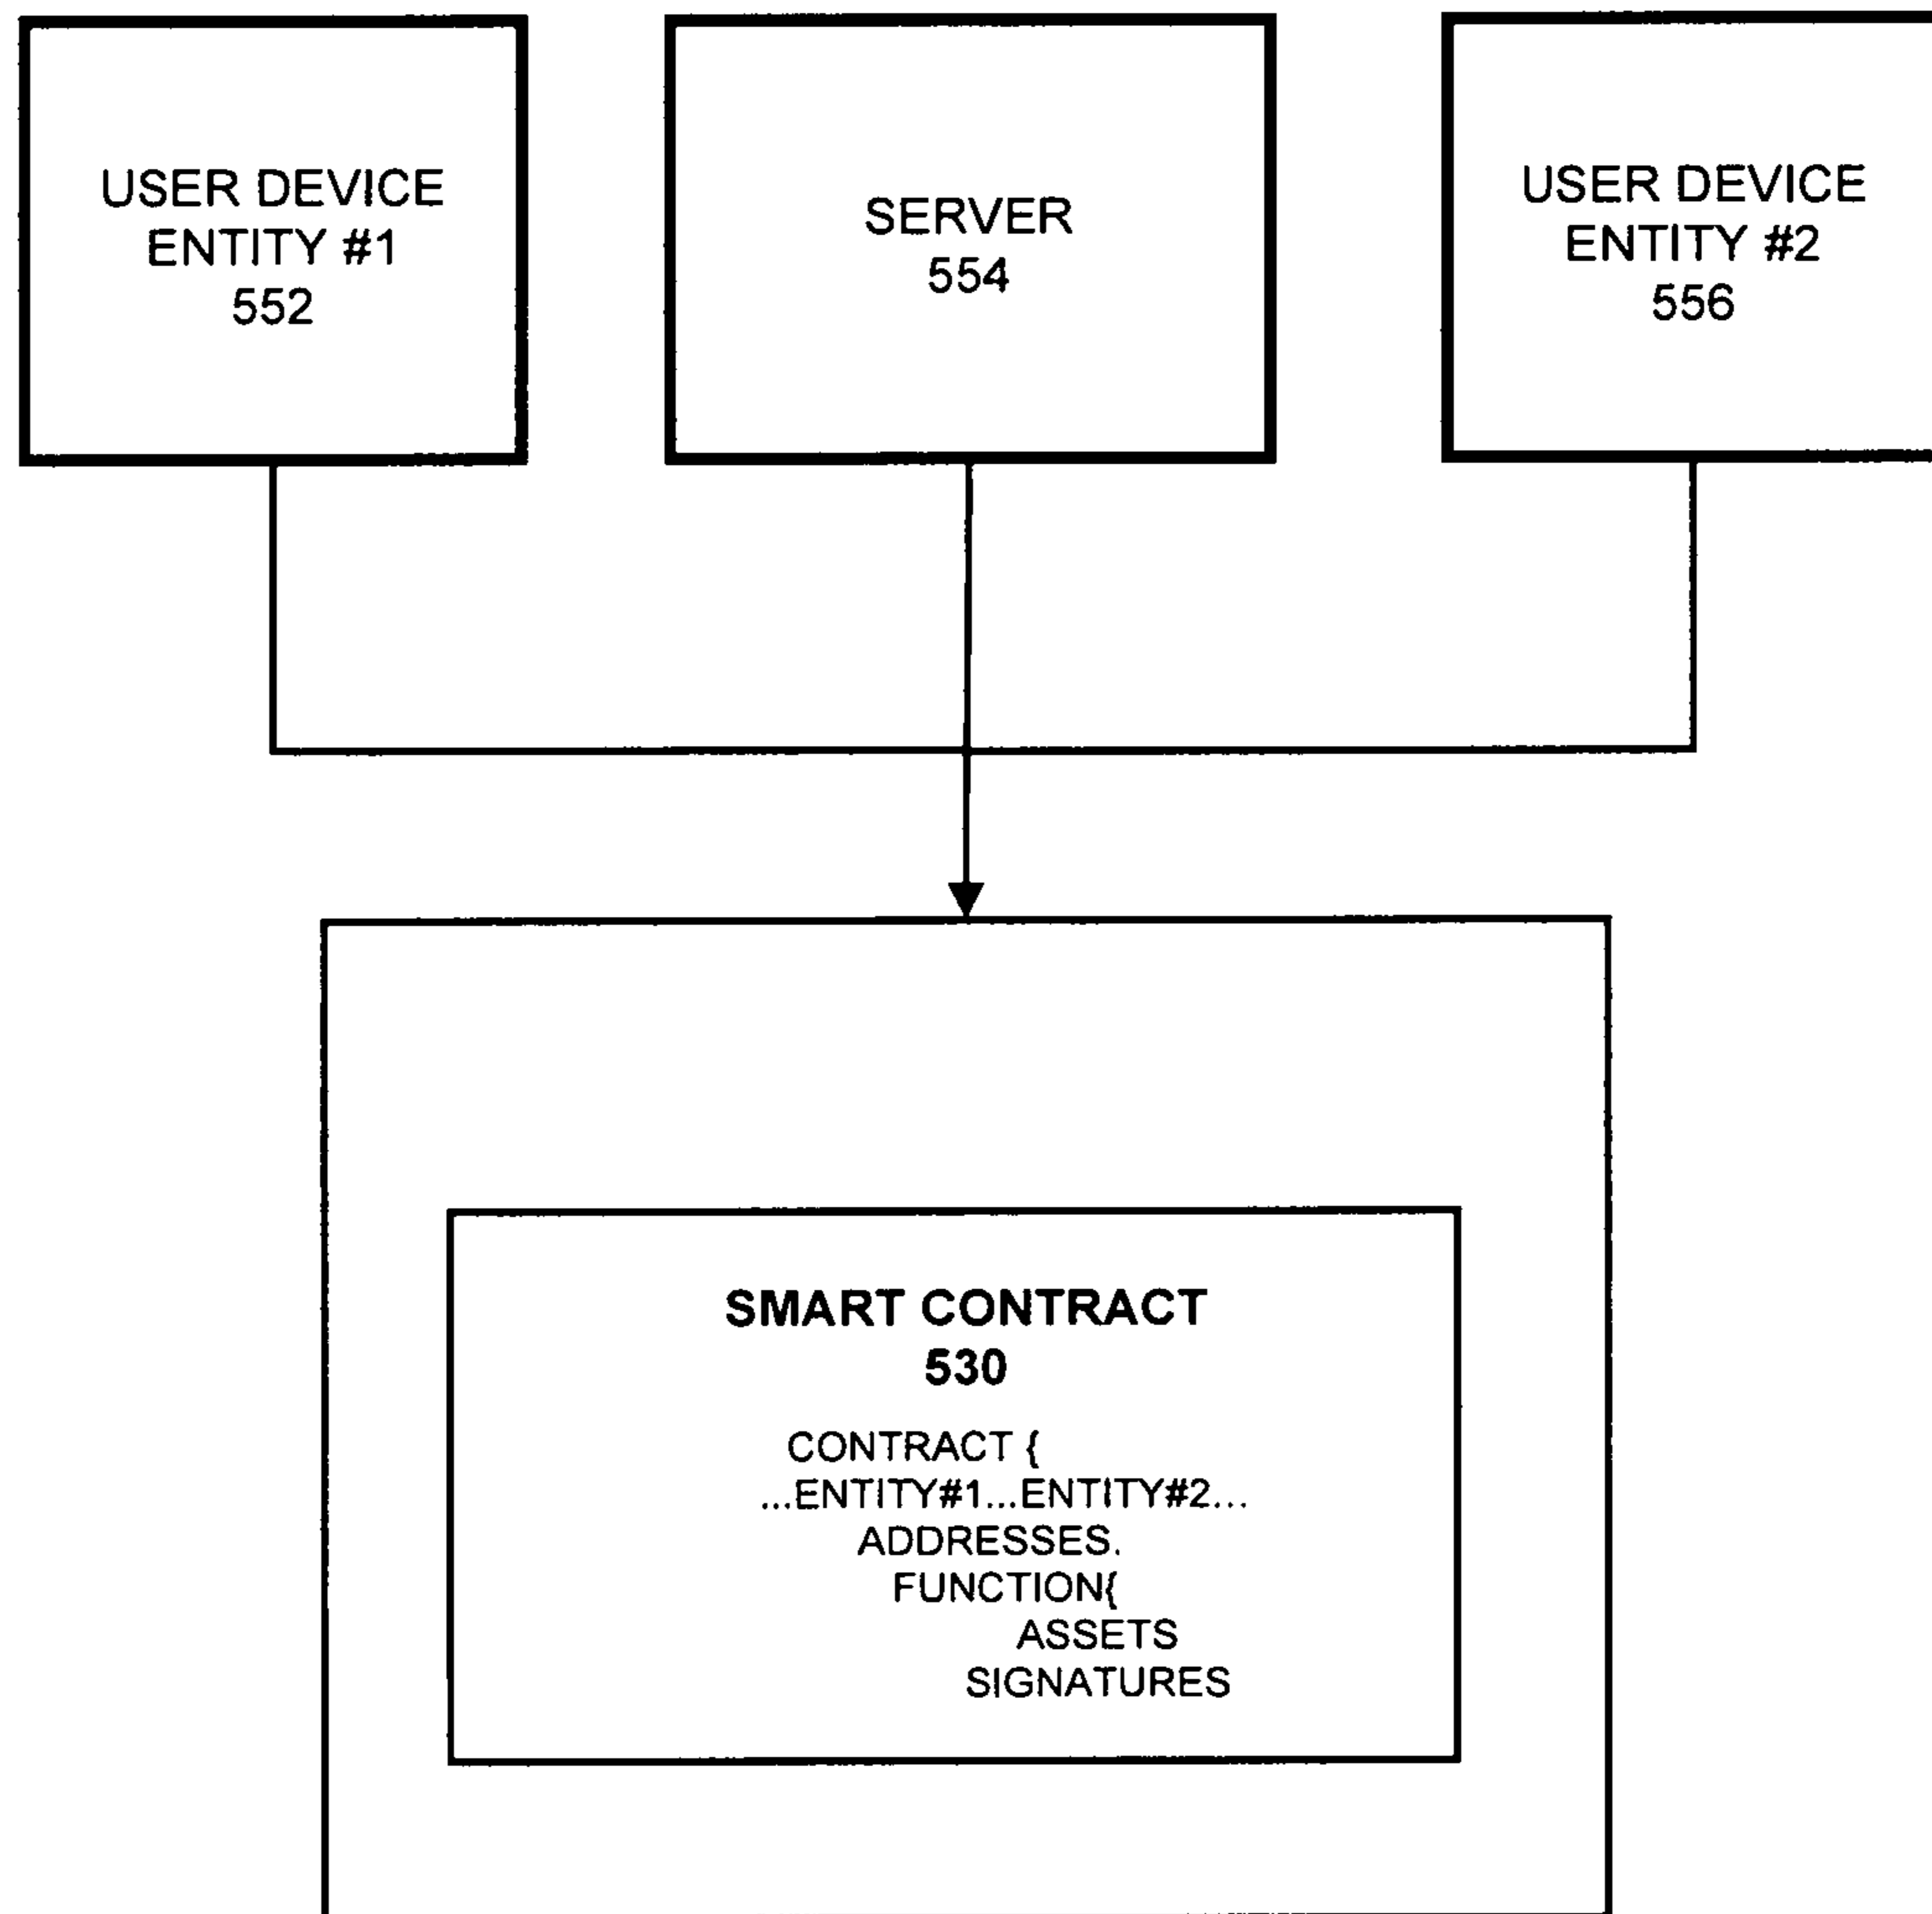 USER DEVICE
ENTITY #1
552
SERVER
554
USER DEVICE
ENTITY #2
556
SMART CONTRACT
530
CONTRACT {
...ENTITY#1...ENTITY#2...
ADDRESSES.
FUNCTION{
ASSETS
SIGNATURES